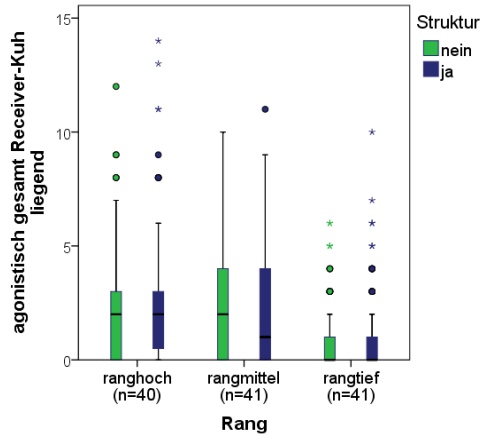 Struktur
nein
ja
agonistisch gesamt Receiver-Kuh
liegend
15
10
5
0
ranghoch
(n=40)
rangmittel
(n=41)
rangtief
(n=41)
Rang